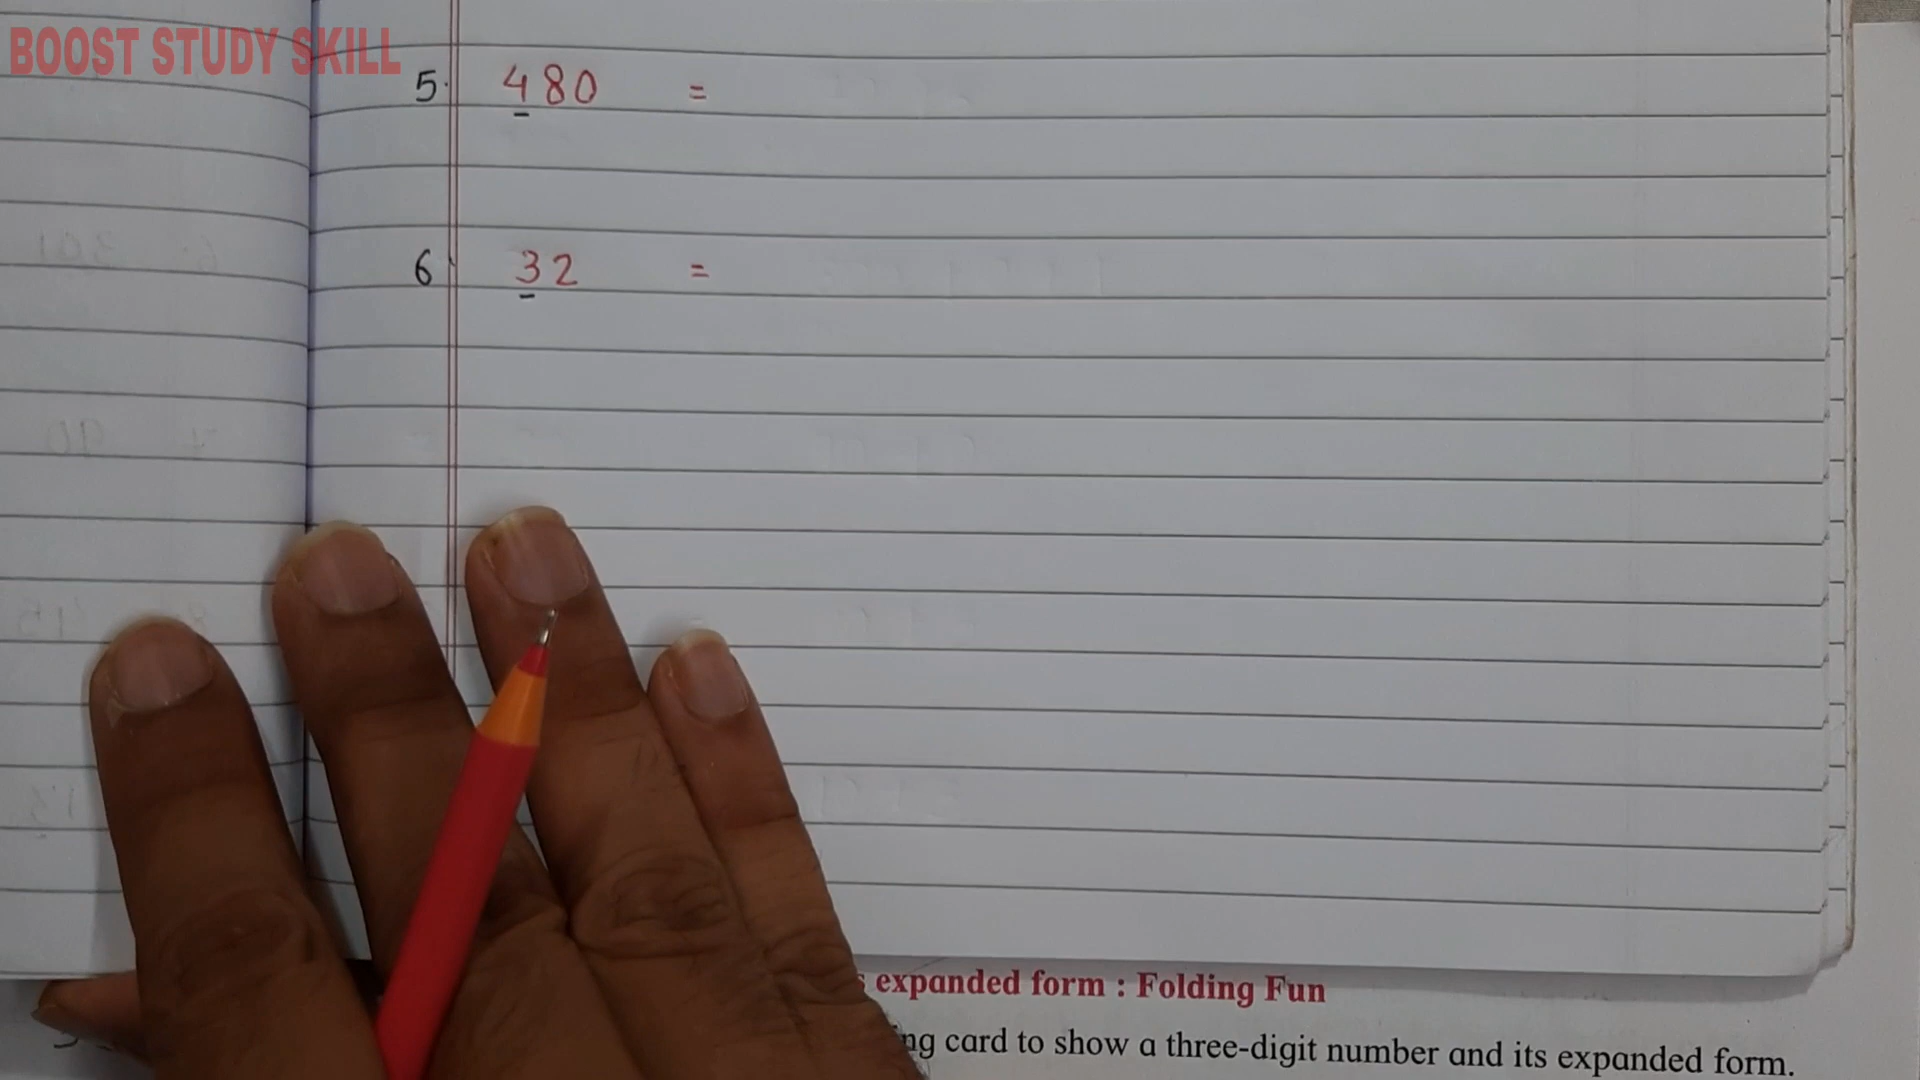 BOOST STUDY SKILL
5. 480 =
6. 32 =
expanded form : Folding Fun
card to show a three-digit number and its expanded form.